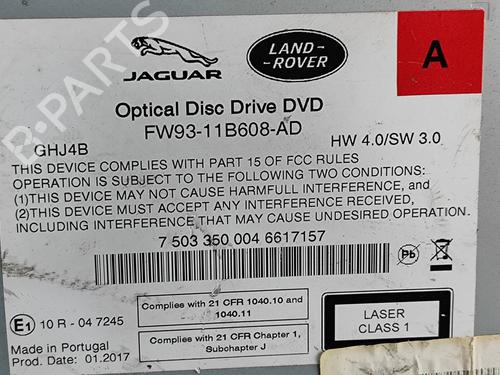 JAGUAR
LAND-
ROVER
A
Optical Disc Drive DVD
FW93-11B608-AD
GHJ4B
HW 4.0/SW 3.0
THIS DEVICE COMPLIES WITH PART 15 OF FCC RULES
OPERATION IS SUBJECT TO THE FOLLOWING TWO CONDITIONS:
(1)THIS DEVICE MAY NOT CAUSE HARMFULL INTERFERENCE, and
(2)THIS DEVICE MUST ACCEPT ANY INTERFERENCE RECEIVED,
INCLUDING INTERFERENCE THAT MAY CAUSE UNDESIRED OPERATION.
7 503 350 004 6617157
Pb
E1 10 R - 04 7245
Complies with 21 CFR 1040.10 and
1040.11
Complies with 21 CFR Chapter 1,
Subchapter J
LASER
CLASS 1
Made in Portugal
Prod. Date: 01.2017
B-PARTS